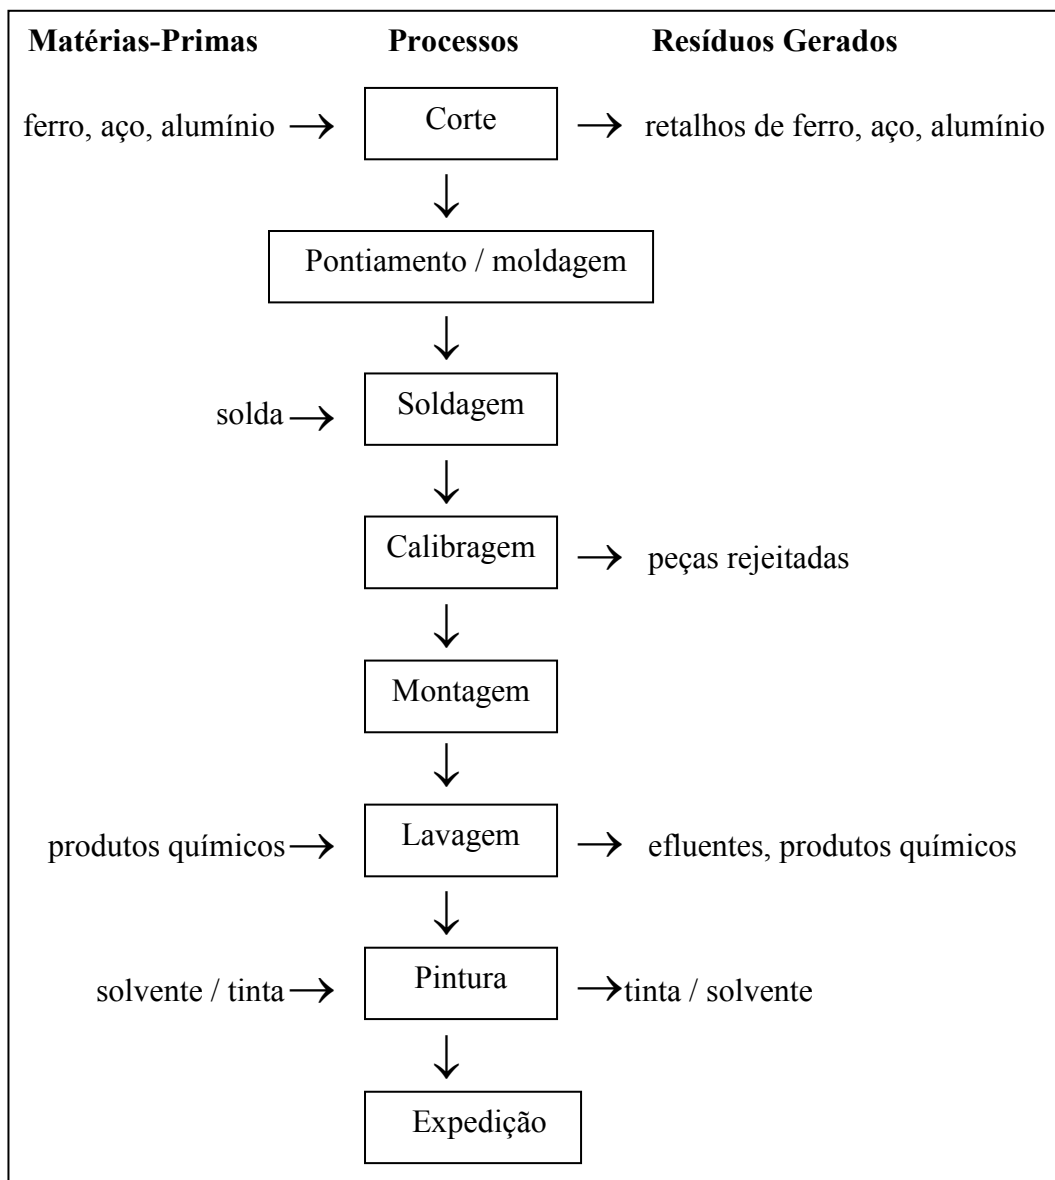 Matérias-Primas Processos Resíduos Gerados
ferro, aço, alumínio → Corte → retalhos de ferro, aço, alumínio
Pontiamento / moldagem
solda → Soldagem
Calibragem → peças rejeitadas
Montagem
produtos químicos → Lavagem → efluentes, produtos químicos
solvente / tinta → Pintura → tinta / solvente
Expedição